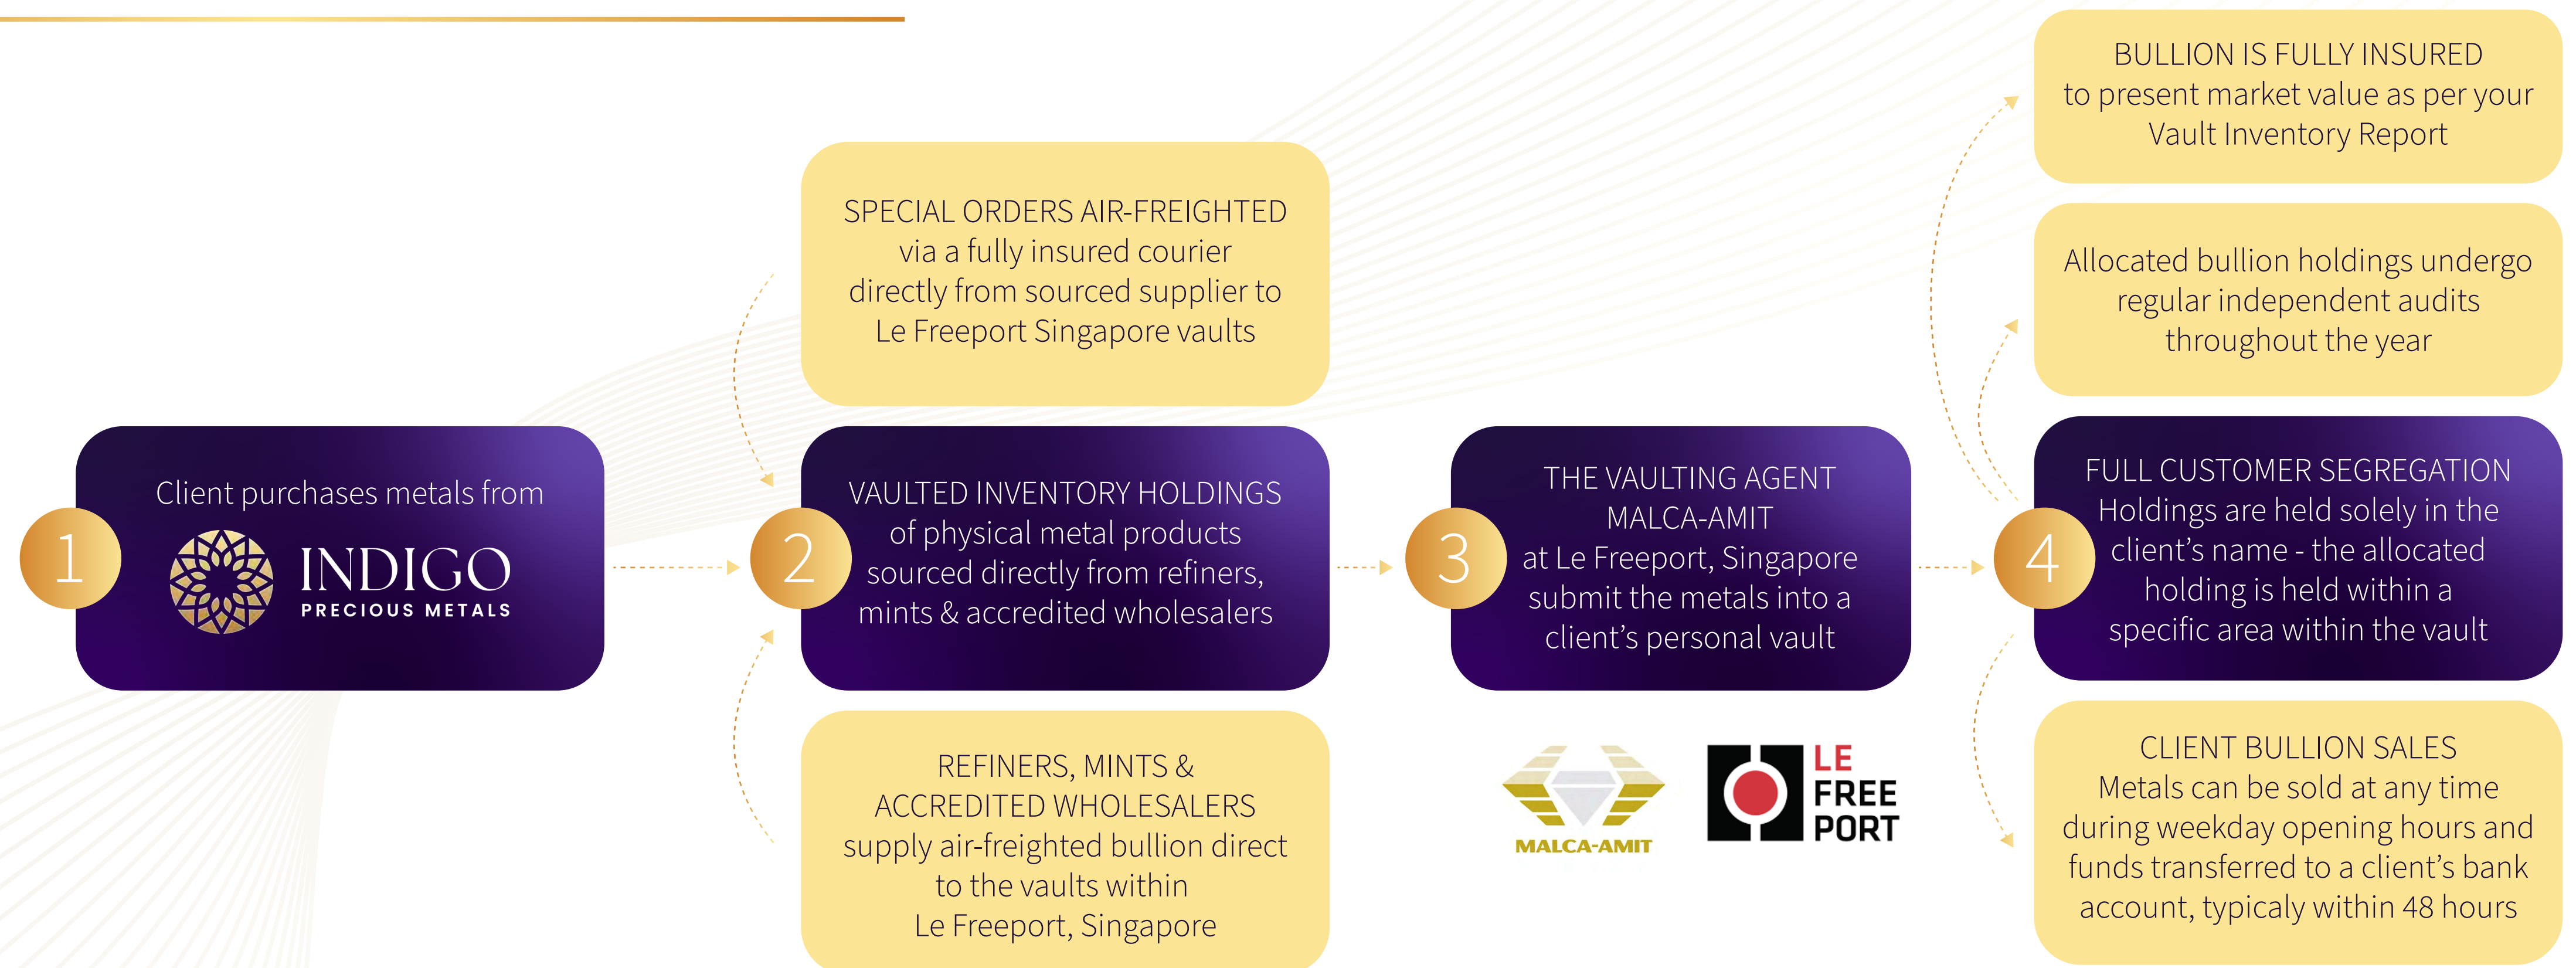 1
Client purchases metals from
INDIGO
PRECIOUS METALS
SPECIAL ORDERS AIR-FREIGHTED
via a fully insured courier
directly from sourced supplier to
Le Freeport Singapore vaults
2
VAULTED INVENTORY HOLDINGS
of physical metal products
sourced directly from refiners,
mints & accredited wholesalers
REFINERS, MINTS &
ACCREDITED WHOLESALERS
supply air-freighted bullion direct
to the vaults within
Le Freeport, Singapore
3
THE VAULTING AGENT
MALCA-AMIT
at Le Freeport, Singapore
submit the metals into a
client’s personal vault
MALCA-AMIT
LE
FREE
PORT
BULLION IS FULLY INSURED
to present market value as per your
Vault Inventory Report
Allocated bullion holdings undergo
regular independent audits
throughout the year
4
FULL CUSTOMER SEGREGATION
Holdings are held solely in the
client’s name - the allocated
holding is held within a
specific area within the vault
CLIENT BULLION SALES
Metals can be sold at any time
during weekday opening hours and
funds transferred to a client’s bank
account, typicaly within 48 hours